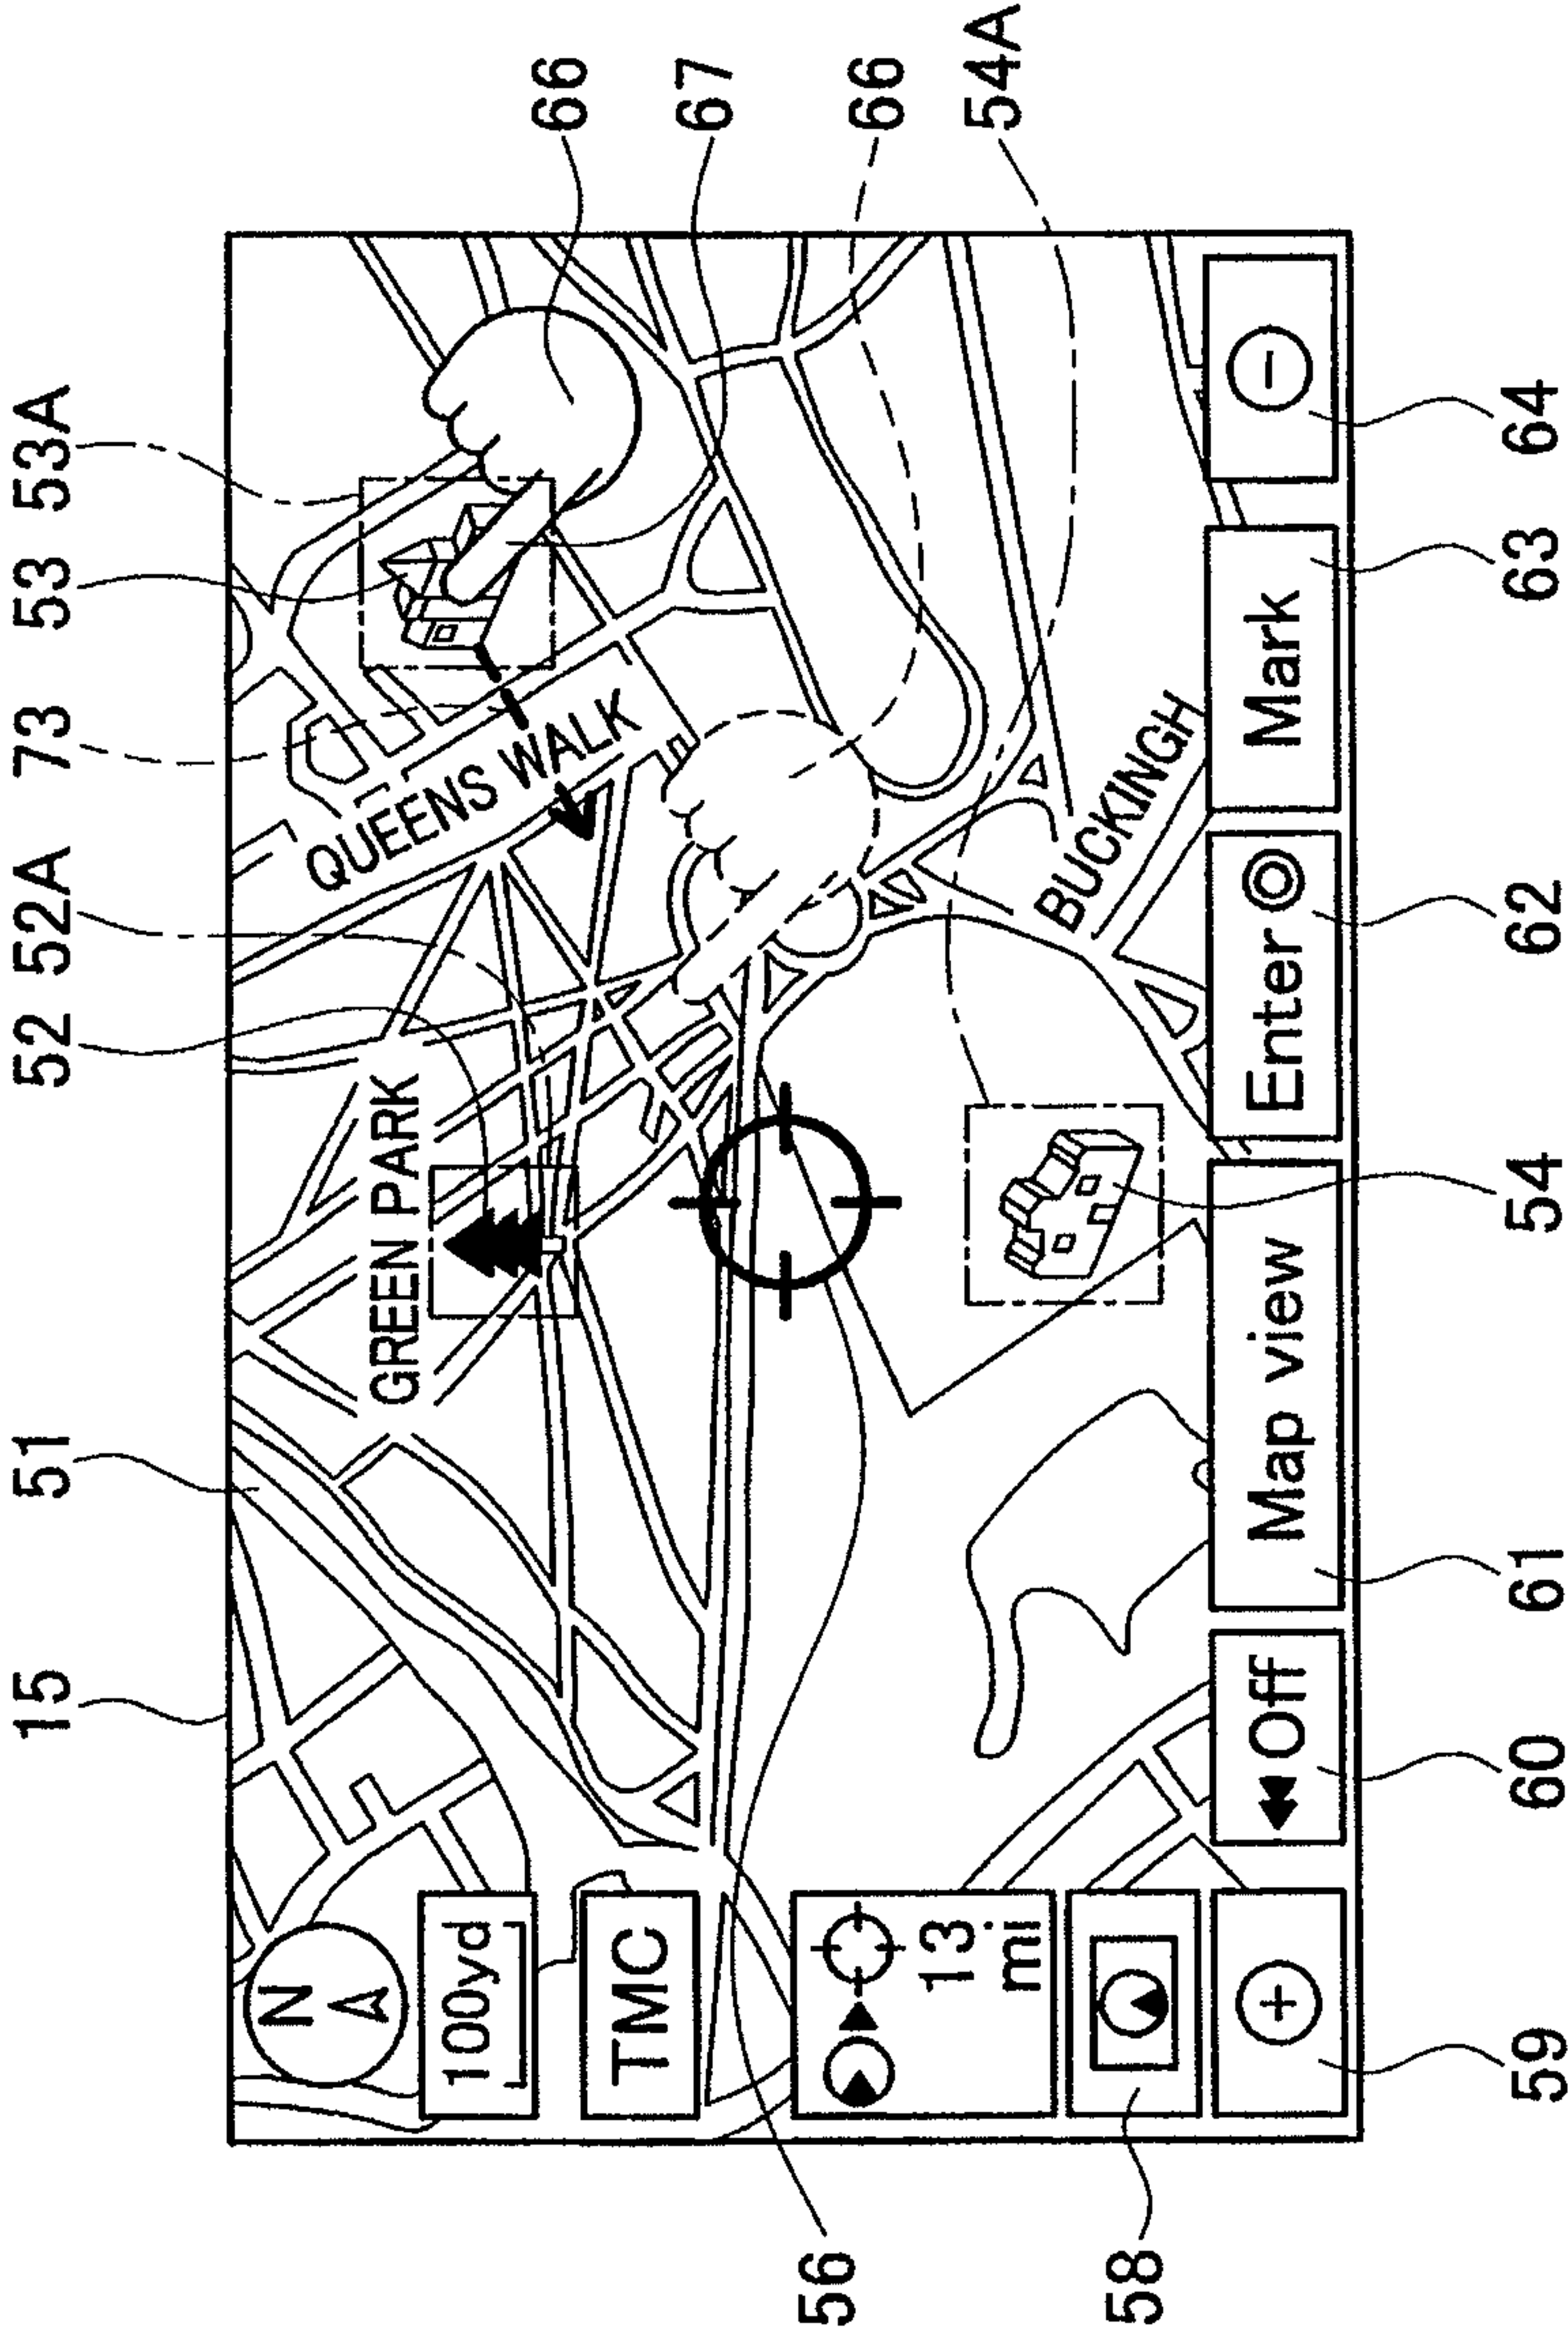 15
51
52
52A
73
53
53A
66
67
66
54A
N
100yd
TMC
13
mi
GREEN PARK
QUEENS WALK
BUCKINGH
+
Off
Map view
Enter
Mark
−
56
58
59
60
61
54
62
63
64